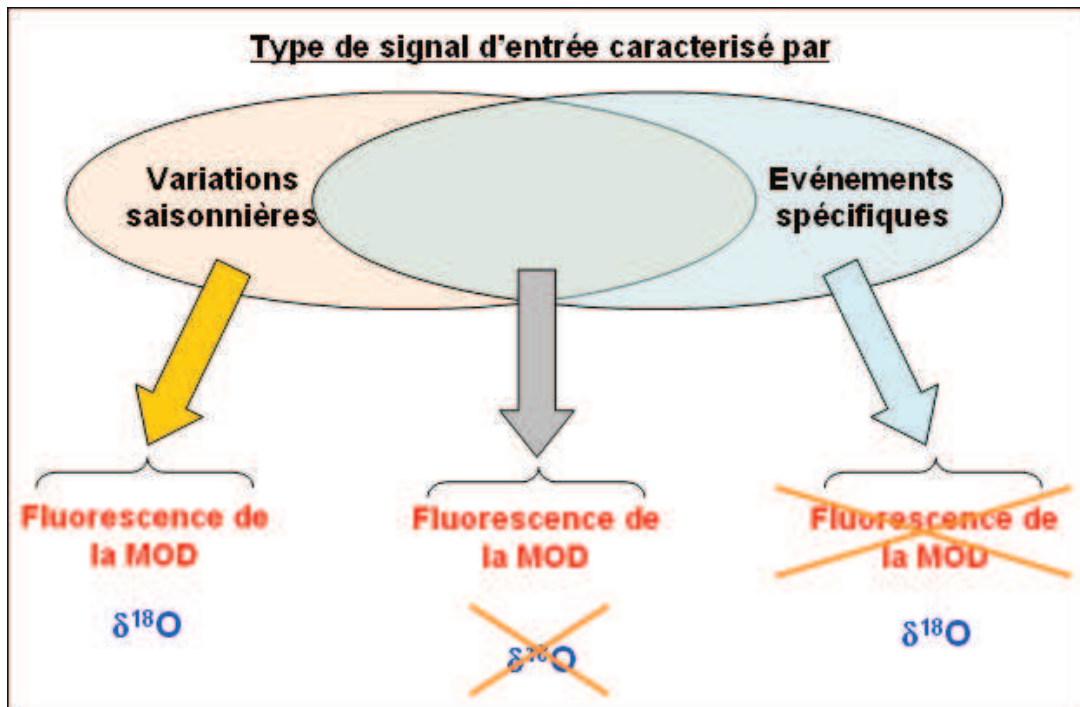 Type de signal d'entrée caracterisé par
Variations
saisonnières
Evénements
spécifiques
Fluorescence de
la MOD
δ¹⁸O
Fluorescence de
la MOD
δ¹⁸O
Fluorescence de
la MOD
δ¹⁸O